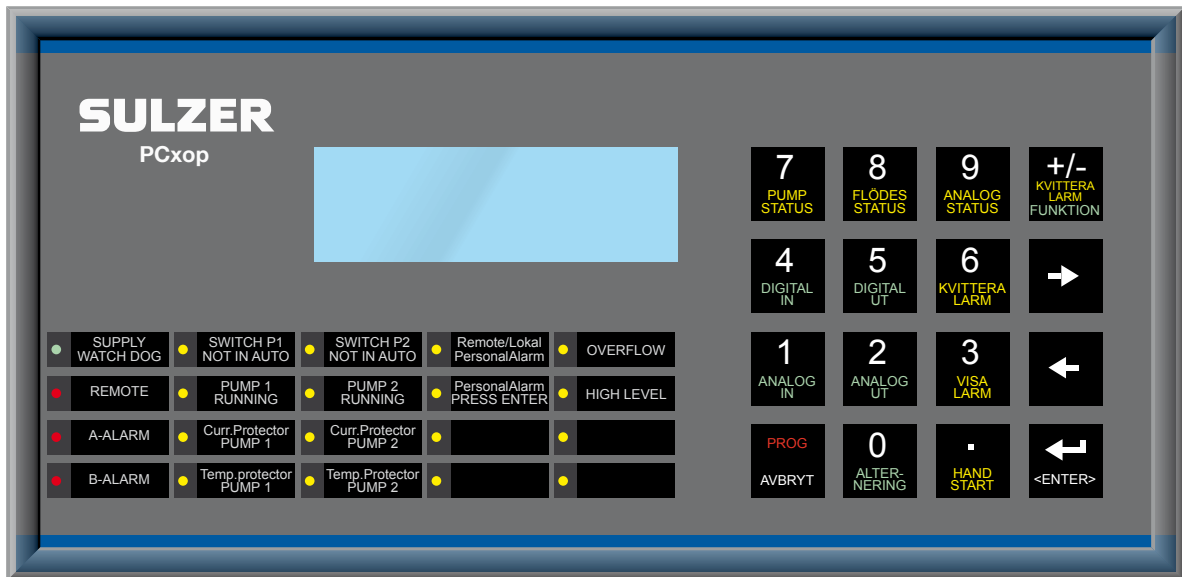 SULZER
PCxop
7
PUMP
STATUS
8
FLÖDES
STATUS
9
ANALOG
STATUS
+/-
KVITTERA
LARM
FUNKTION
4
DIGITAL
IN
5
DIGITAL
UT
6
KVITTERA
LARM
1
ANALOG
IN
2
ANALOG
UT
3
VISA
LARM
PROG
AVBRYT
0
ALTER-
NERING
.
HAND
START
<ENTER>
SUPPLY
WATCH DOG
SWITCH P1
NOT IN AUTO
SWITCH P2
NOT IN AUTO
Remote/Lokal
PersonalAlarm
OVERFLOW
REMOTE
PUMP 1
RUNNING
PUMP 2
RUNNING
PersonalAlarm
PRESS ENTER
HIGH LEVEL
A-ALARM
Curr.Protector
PUMP 1
Curr.Protector
PUMP 2
B-ALARM
Temp.protector
PUMP 1
Temp.Protector
PUMP 2